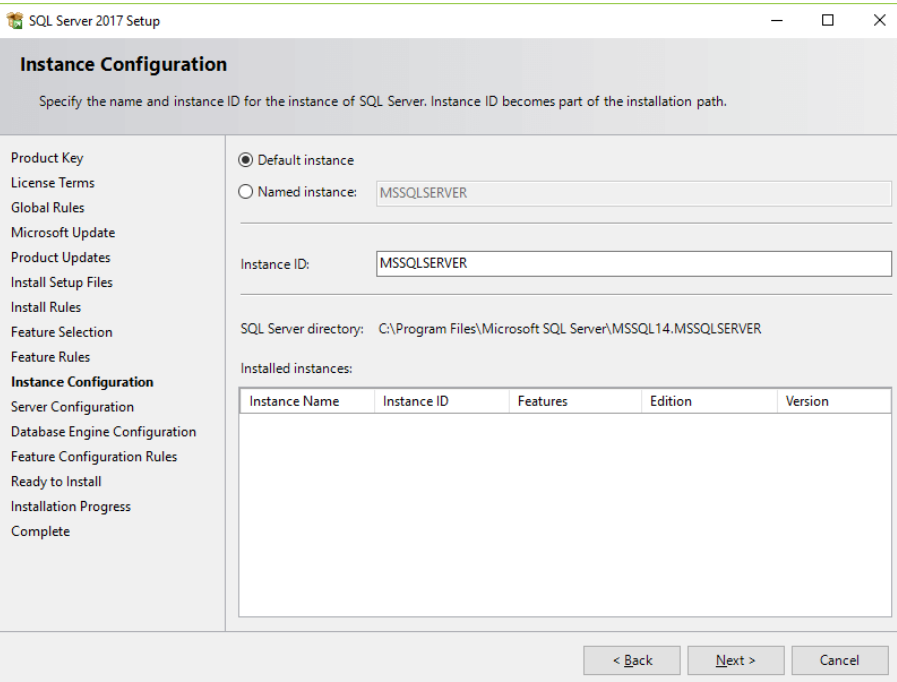 SQL Server 2017 Setup
Instance Configuration
Specify the name and instance ID for the instance of SQL Server. Instance ID becomes part of the installation path.
Product Key
License Terms
Global Rules
Microsoft Update
Product Updates
Install Setup Files
Install Rules
Feature Selection
Feature Rules
Instance Configuration
Server Configuration
Database Engine Configuration
Feature Configuration Rules
Ready to Install
Installation Progress
Complete
Default instance
Named instance: MSSQLSERVER
Instance ID: MSSQLSERVER
SQL Server directory: C:\Program Files\Microsoft SQL Server\MSSQL14.MSSQLSERVER
Installed instances:
Instance Name Instance ID Features Edition Version
< Back Next > Cancel